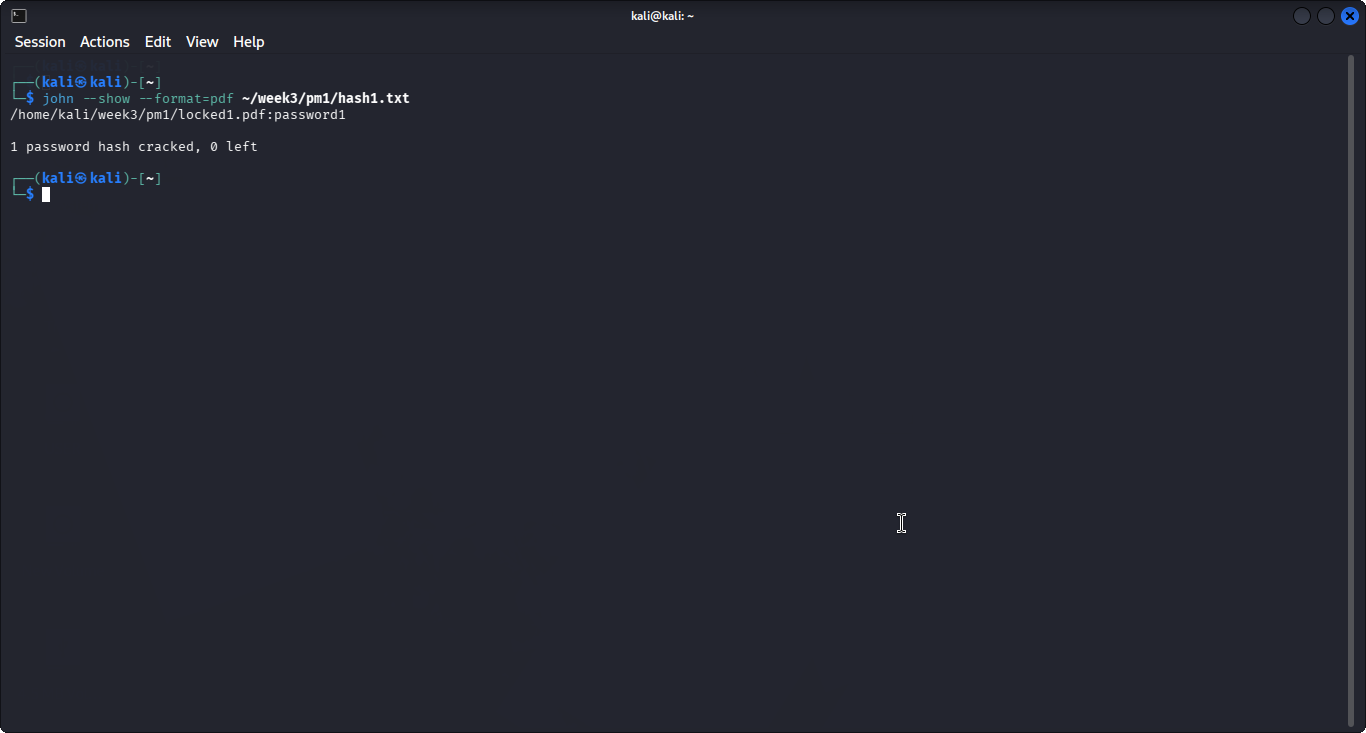 kali@kali: ~
Session Actions Edit View Help
┌──(kali㉿kali)-[~]
└─$ john --show --format=pdf ~/week3/pm1/hash1.txt
/home/kali/week3/pm1/locked1.pdf:password1
1 password hash cracked, 0 left
┌──(kali㉿kali)-[~]
└─$